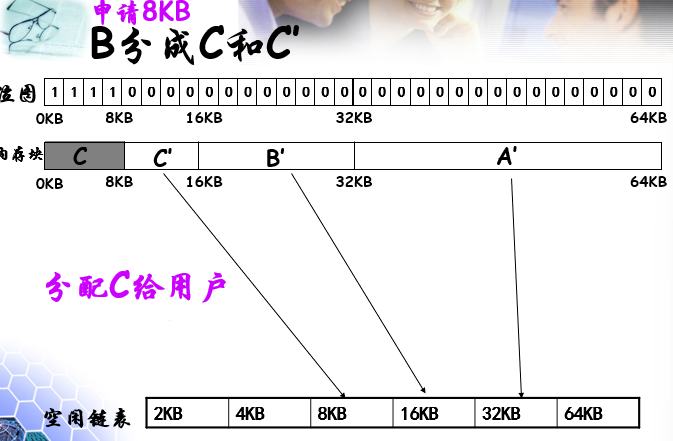 申请8KB
B分成C和C'
位图 1 1 1 1 0 0 0 0 0 0 0 0 0 0 0 0 0 0 0 0 0 0 0 0 0 0 0 0 0 0 0 0
0KB 8KB 16KB 32KB 64KB
内存块 C C' B' A'
0KB 8KB 16KB 32KB 64KB
分配C给用户
空闲链表 2KB 4KB 8KB 16KB 32KB 64KB